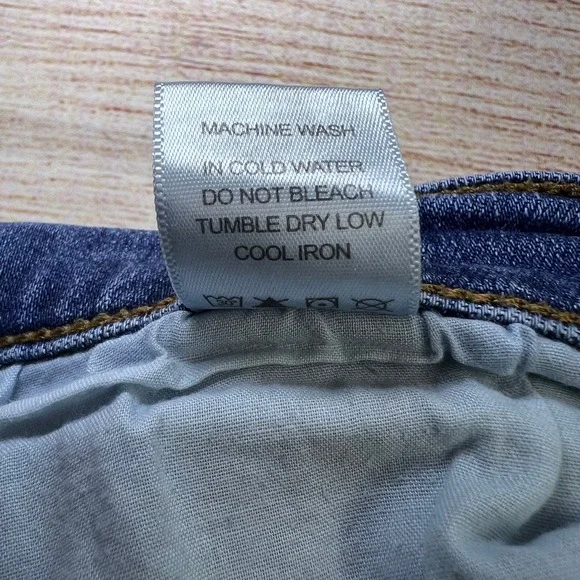 MACHINE WASH
IN COLD WATER
DO NOT BLEACH
TUMBLE DRY LOW
COOL IRON